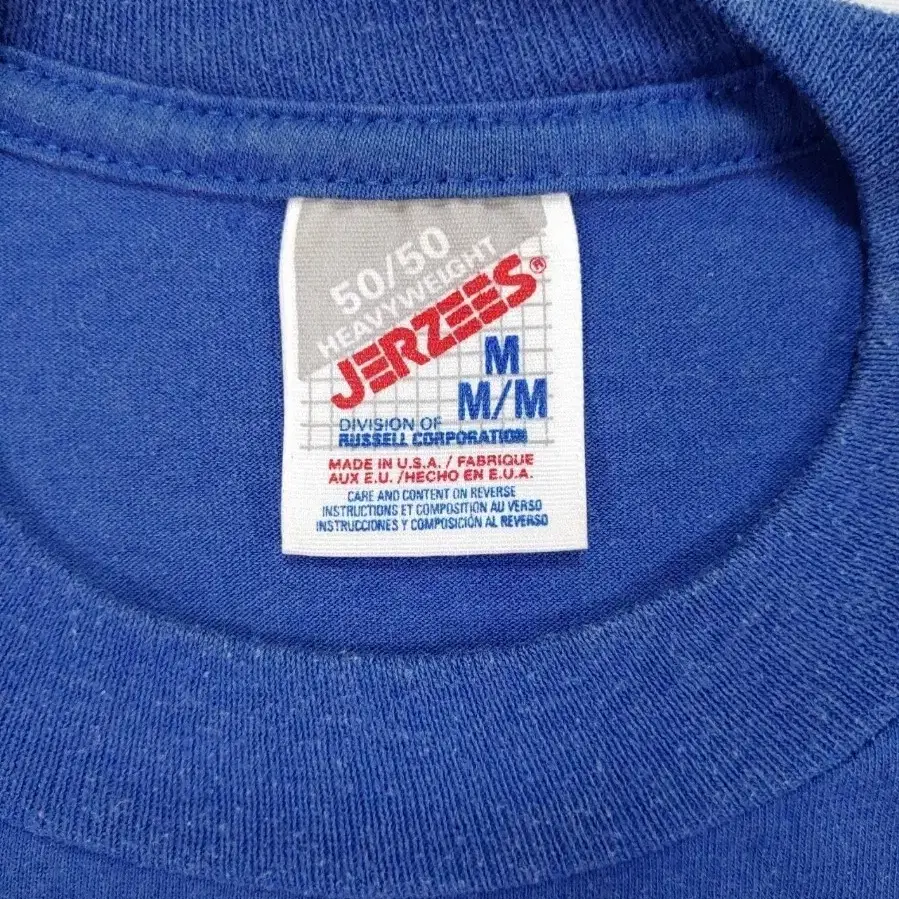 50/50
HEAVYWEIGHT
JERZEES®
M
M/M
DIVISION OF
RUSSELL CORPORATION
MADE IN U.S.A. / FABRIQUE
AUX E.U. /HECHO EN E.U.A.
CARE AND CONTENT ON REVERSE
INSTRUCTIONS ET COMPOSITION AU VERSO
INSTRUCCIONES Y COMPOSICIÓN AL REVERSO